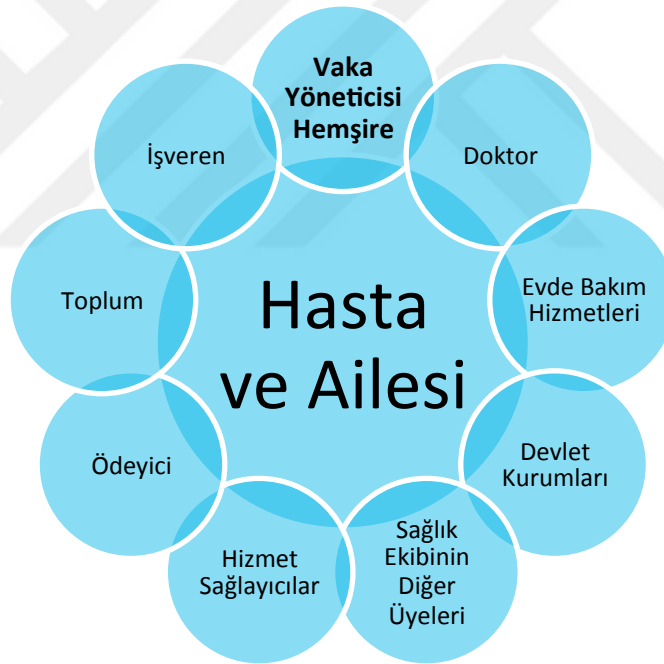 Vaka
Yöneticisi
Hemşire
Doktor
Evde Bakım
Hizmetleri
Devlet
Kurumları
Sağlık
Ekibinin
Diğer
Üyeleri
Hizmet
Sağlayıcılar
Ödeyici
Toplum
İşveren
Hasta
ve Ailesi